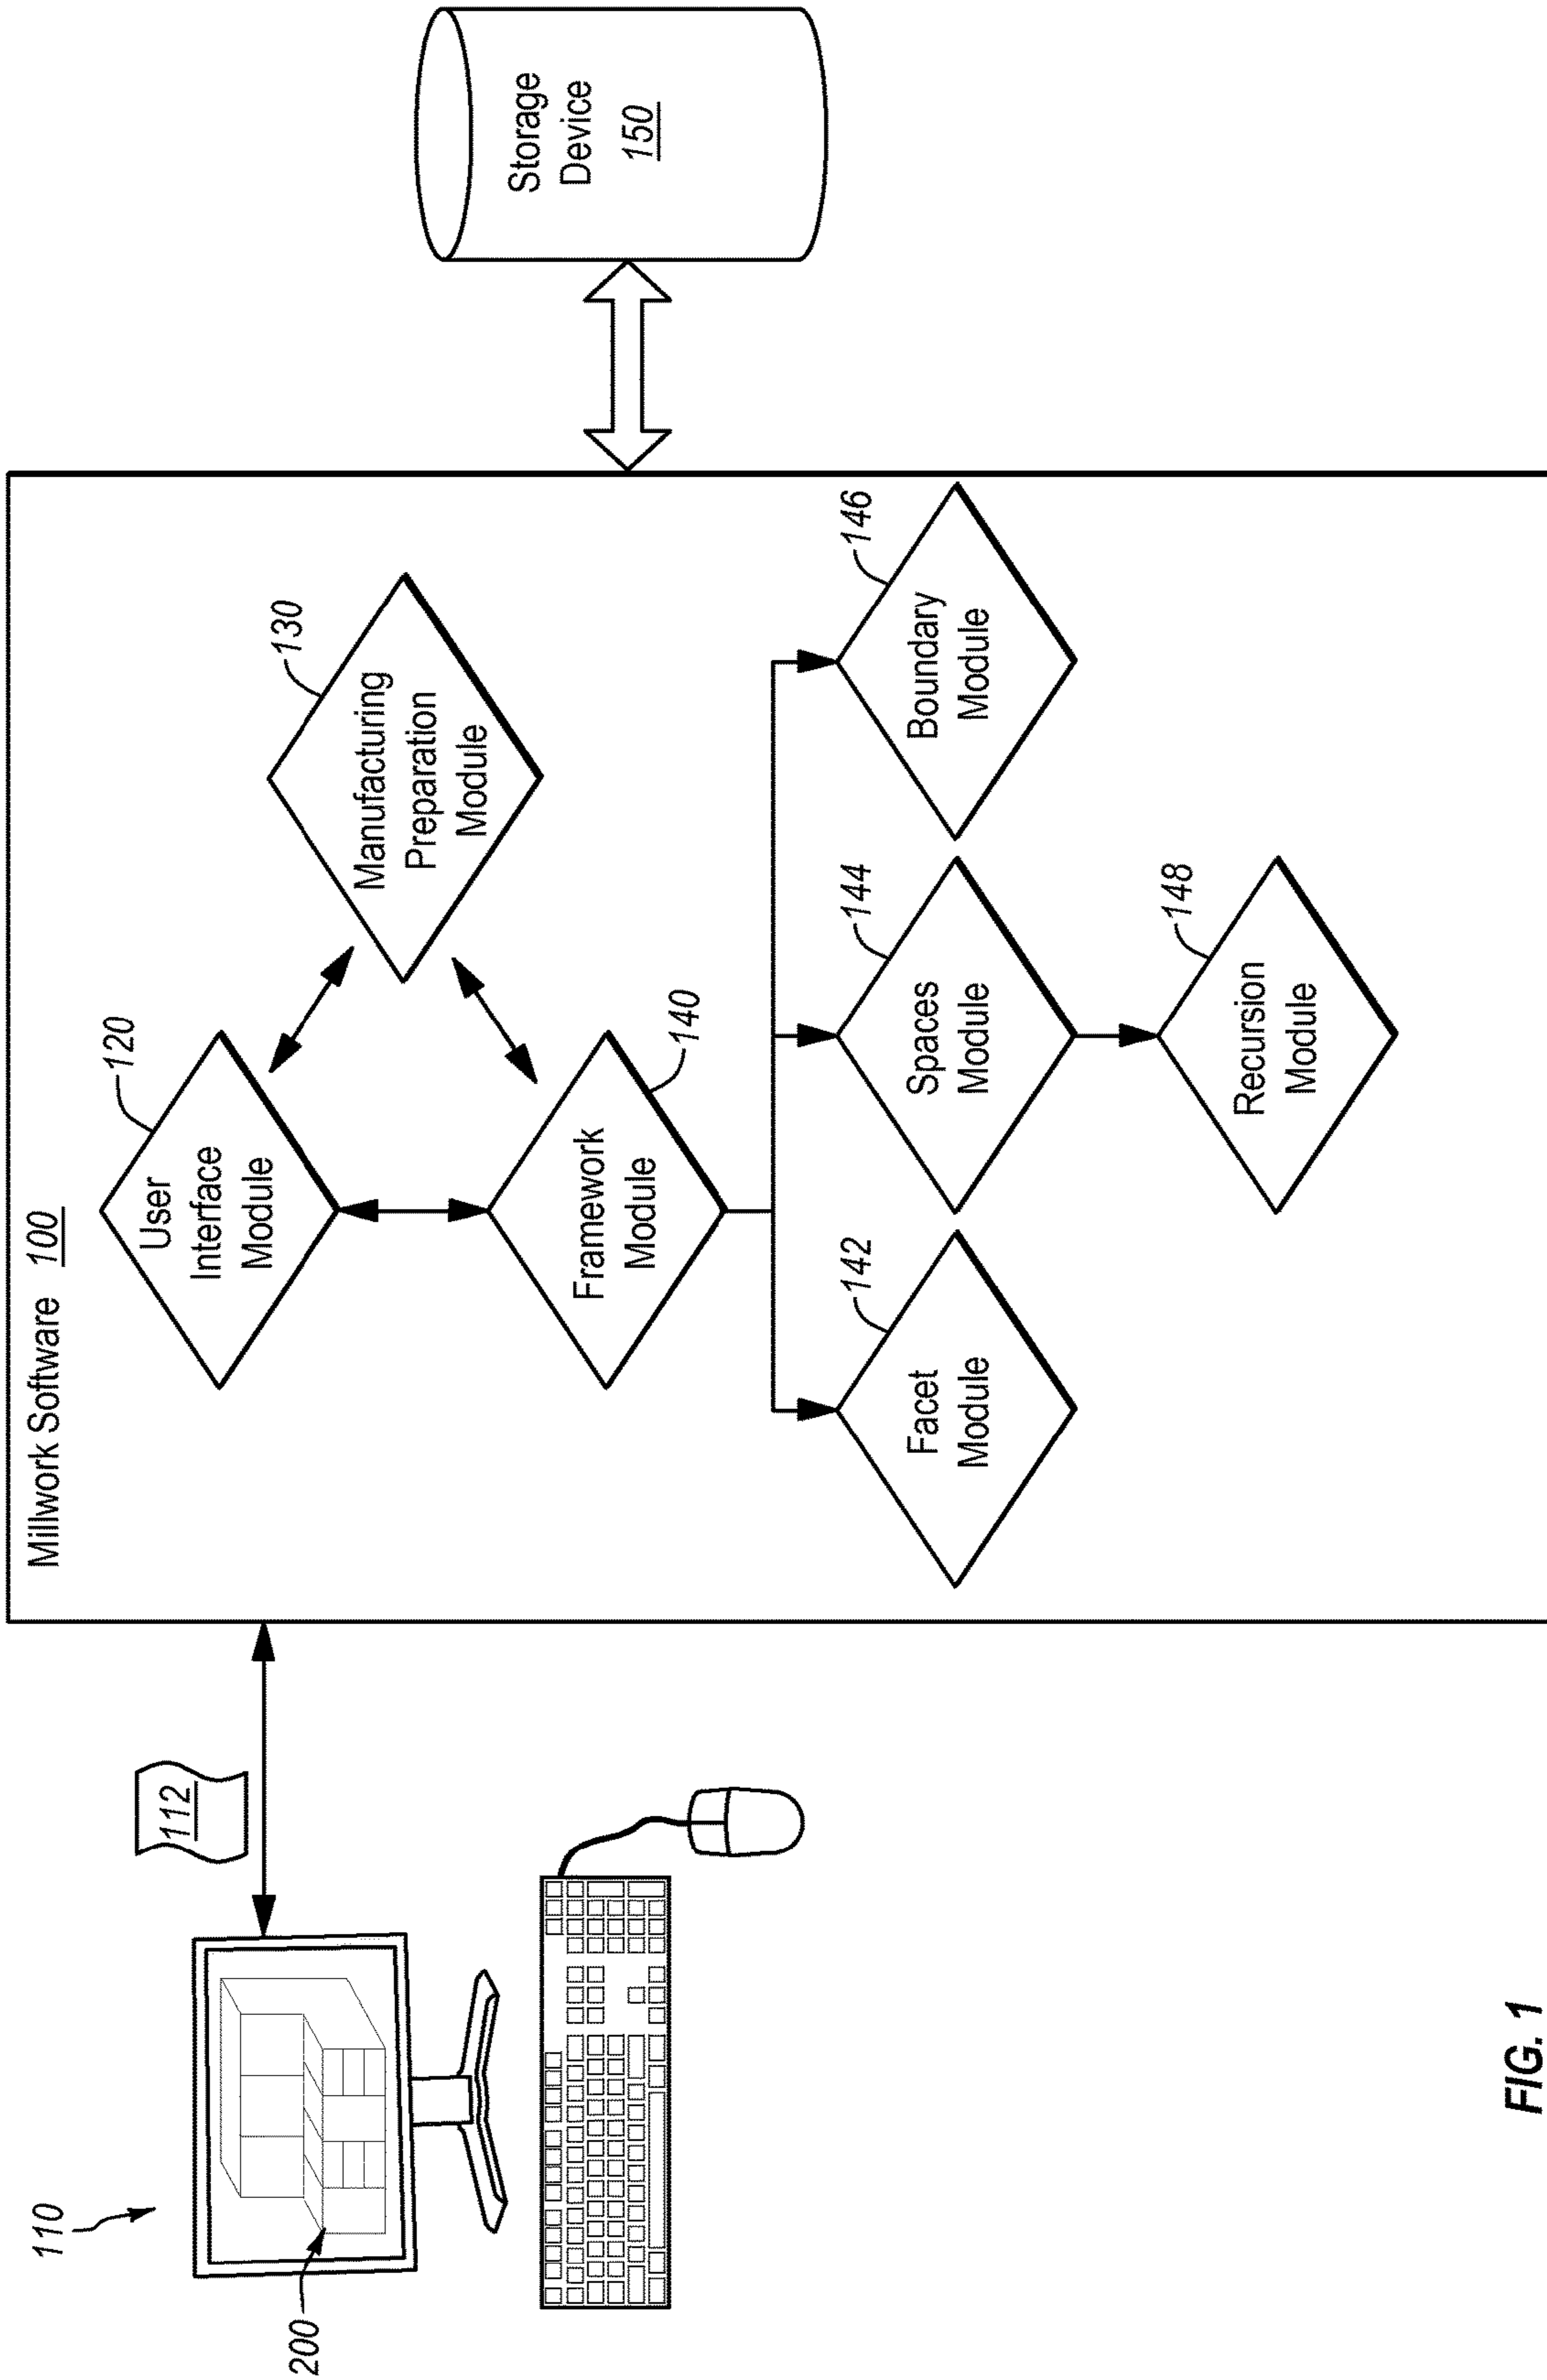 Millwork Software 100
110
200
112
120
User
Interface
Module
130
Manufacturing
Preparation
Module
Framework
Module
140
142
Facet
Module
144
Spaces
Module
146
Boundary
Module
148
Recursion
Module
Storage
Device
150
FIG. 1